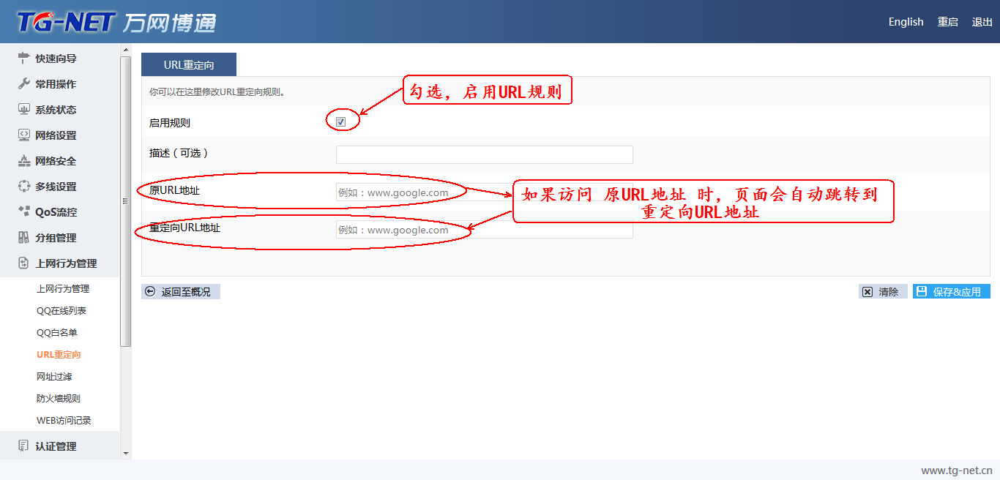 TG-NET 万网博通
English 重启 退出
快速向导
常用操作
系统状态
网络设置
网络安全
多线设置
QoS流控
分组管理
上网行为管理
上网行为管理
QQ在线列表
QQ白名单
URL重定向
网址过滤
防火墙规则
WEB访问记录
认证管理
URL重定向
你可以在这里修改URL重定向规则。
勾选，启用URL规则
启用规则
描述（可选）
原URL地址
例如：www.google.com
如果访问 原URL地址 时，页面会自动跳转到
重定向URL地址
重定向URL地址
例如：www.google.com
返回至概况
清除
保存&应用
www.tg-net.cn